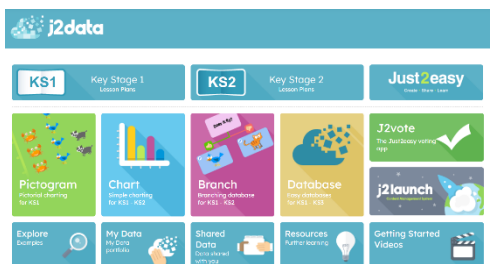 j2data
KS1
Key Stage 1
Lesson Plans
KS2
Key Stage 2
Lesson Plans
Just2easy
Create · Share · Learn
Pictogram
Pictorial charting
for KS1
Chart
Simple charting
for KS1 - KS2
Branch
Branching database
for KS1 - KS2
Database
Easy databases
for KS1 - KS3
J2vote
The Just2easy voting
app
j2launch
Explore
Examples
My Data
My Data
portfolio
Shared
Data
Data shared
with you
Resources
Further learning
Getting Started
Videos